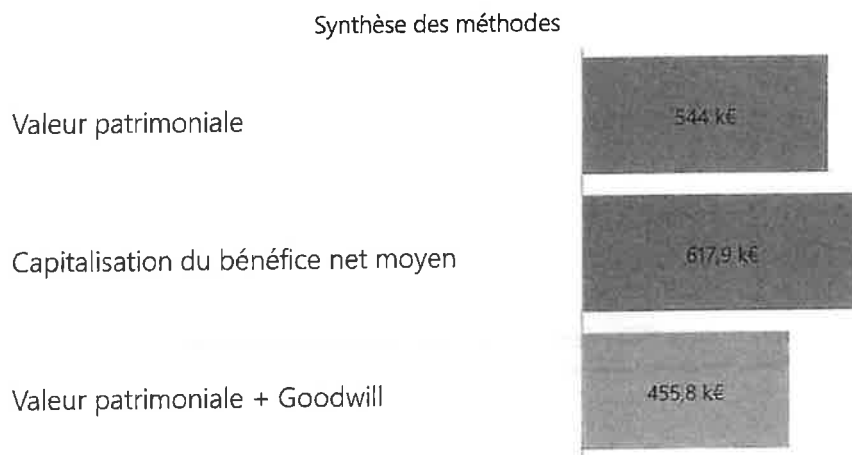 Synthèse des méthodes
Valeur patrimoniale
544 k€
Capitalisation du bénéfice net moyen
617,9 k€
Valeur patrimoniale + Goodwill
455,8 k€